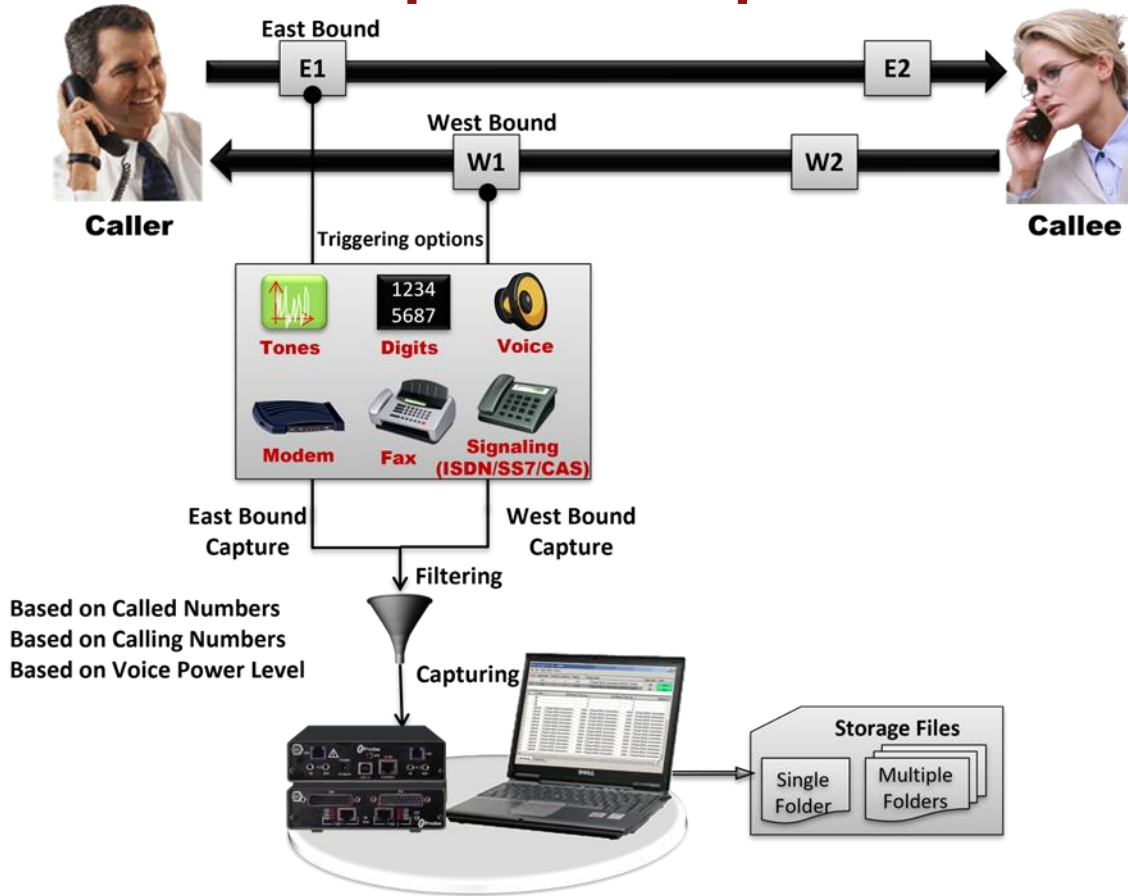 East Bound
E1
E2
West Bound
W1
W2
Caller
Callee
Triggering options
1234
5687
Tones
Digits
Voice
Modem
Fax
Signaling
(ISDN/SS7/CAS)
East Bound
Capture
West Bound
Capture
Filtering
Based on Called Numbers
Based on Calling Numbers
Based on Voice Power Level
Capturing
Storage Files
Single
Folder
Multiple
Folders
DELL